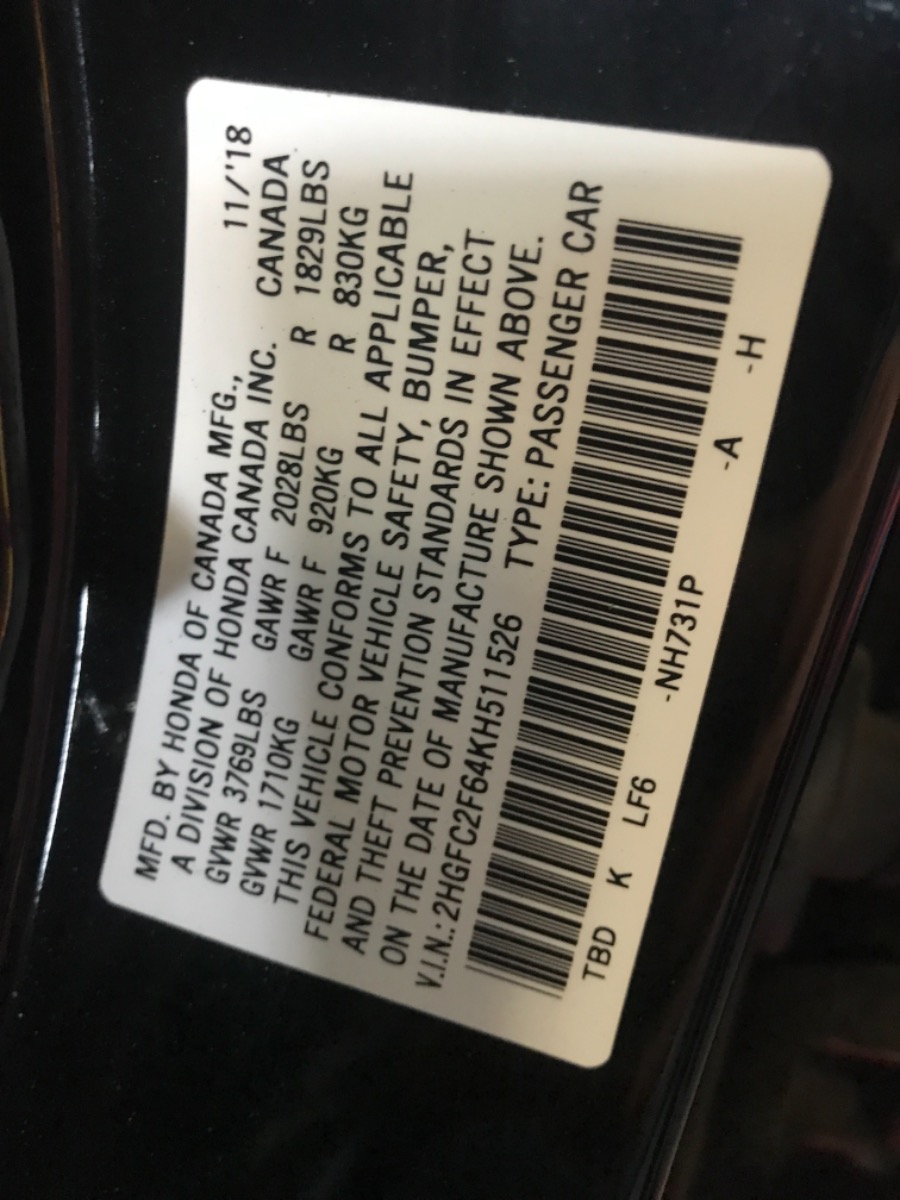 11/'18
MFD. BY HONDA OF CANADA MFG.,
A DIVISION OF HONDA CANADA INC. CANADA
GVWR 3769LBS GAWR F 2028LBS R 1829LBS
GVWR 1710KG GAWR F 920KG R 830KG
THIS VEHICLE CONFORMS TO ALL APPLICABLE
FEDERAL MOTOR VEHICLE SAFETY, BUMPER,
AND THEFT PREVENTION STANDARDS IN EFFECT
ON THE DATE OF MANUFACTURE SHOWN ABOVE.
V.I.N.:2HGFC2F64KH511526 TYPE: PASSENGER CAR
TBD K LF6 -NH731P -A -H